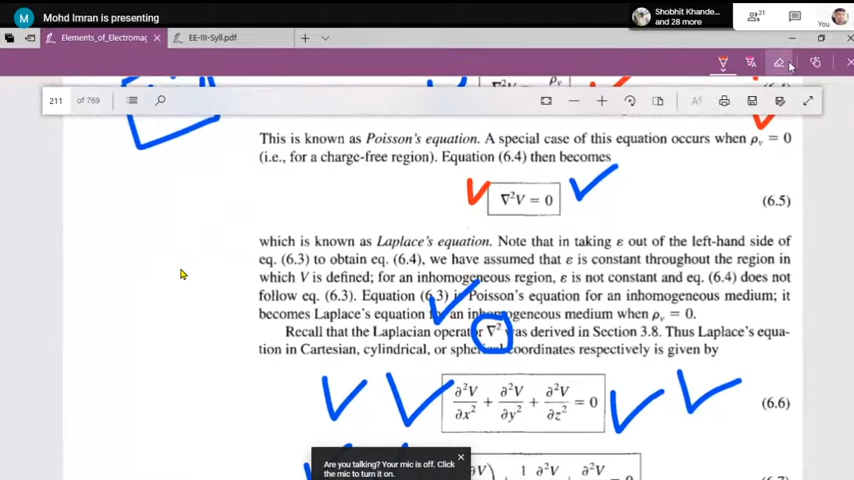 Mohd Imran is presenting
Shobhit Khande...
and 28 more
31
You
Elements_of_Electromag
EE-III-Syll.pdf
211 of 769
∇²V = ρᵥ
This is known as Poisson's equation. A special case of this equation occurs when ρᵥ = 0
(i.e., for a charge-free region). Equation (6.4) then becomes
∇²V = 0 (6.5)
which is known as Laplace's equation. Note that in taking ε out of the left-hand side of
eq. (6.3) to obtain eq. (6.4), we have assumed that ε is constant throughout the region in
which V is defined; for an inhomogeneous region, ε is not constant and eq. (6.4) does not
follow eq. (6.3). Equation (6.3) is Poisson's equation for an inhomogeneous medium; it
becomes Laplace's equation for an inhomogeneous medium when ρᵥ = 0.
Recall that the Laplacian operator ∇² was derived in Section 3.8. Thus Laplace's equa-
tion in Cartesian, cylindrical, or spherical coordinates respectively is given by
∂²V/∂x² + ∂²V/∂y² + ∂²V/∂z² = 0 (6.6)
Are you talking? Your mic is off. Click
the mic to turn it on.
∂V) + 1 ∂²V + ∂²V = 0 (6.7)